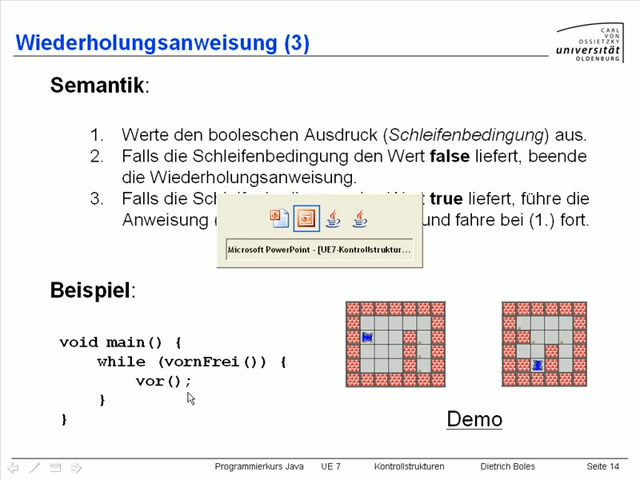 Wiederholungsanweisung (3)
CARL
VON
OSSIETZKY
universität
OLDENBURG
Semantik:
1. Werte den booleschen Ausdruck (Schleifenbedingung) aus.
2. Falls die Schleifenbedingung den Wert false liefert, beende
die Wiederholungsanweisung.
3. Falls die true liefert, führe die
Anweisung ( und fahre bei (1.) fort.
Microsoft PowerPoint - [UE7-Kontrollstruktur...
Beispiel:
void main() {
while (vornFrei()) {
vor();
}
}
Demo
Programmierkurs Java UE 7 Kontrollstrukturen Dietrich Boles Seite 14